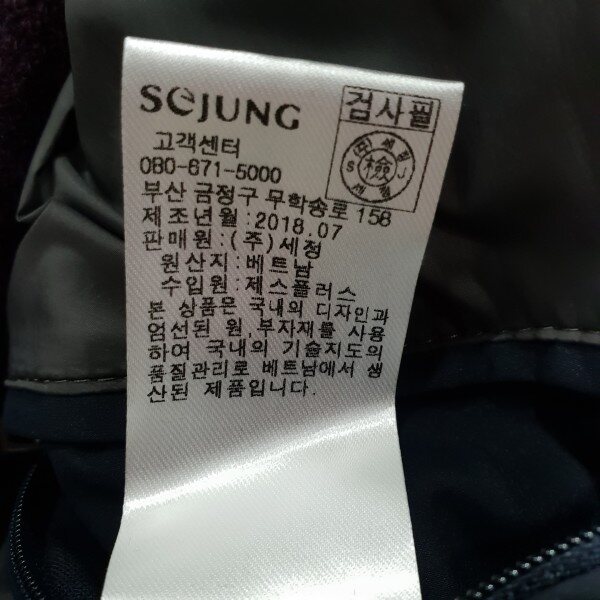 SEJUNG
검사필
고객센터
080-671-5000
부산 금정구 무학송로 158
제조년월:2018.07
판매원:(주)세정
원산지:베트남
수입원:제스플러스
본 상품은 국내의 디자인과
엄선된 원,부자재를 사용
하여 국내의 기술지도와
품질관리로 베트남에서 생
산된 제품입니다.
檢